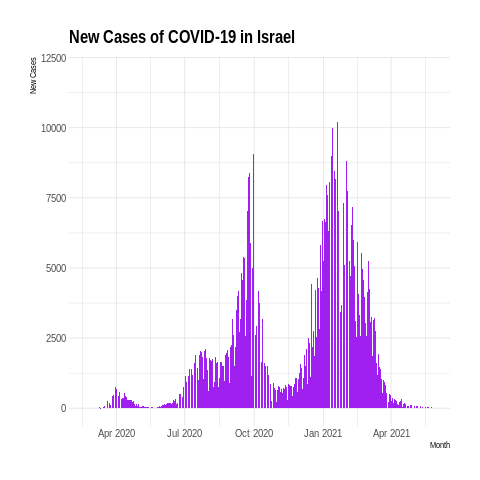 New Cases of COVID-19 in Israel
New Cases
12500
10000
7500
5000
2500
0
Apr 2020 Jul 2020 Oct 2020 Jan 2021 Apr 2021
Month